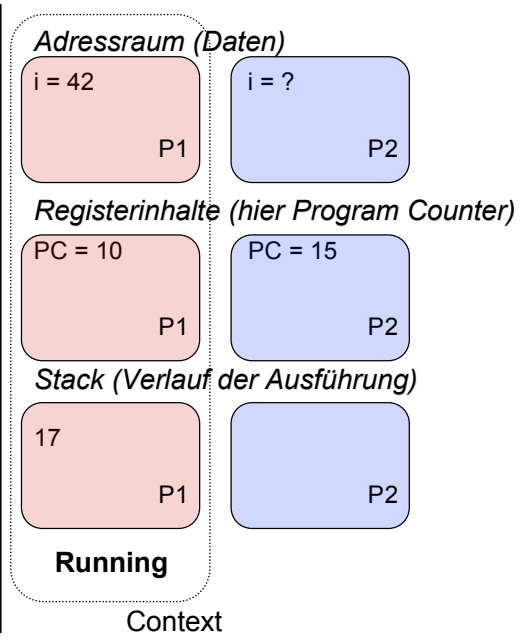 Adressraum (Daten)
i = 42 i = ?
P1 P2
Registerinhalte (hier Program Counter)
PC = 10 PC = 15
P1 P2
Stack (Verlauf der Ausführung)
17
P1 P2
Running
Context